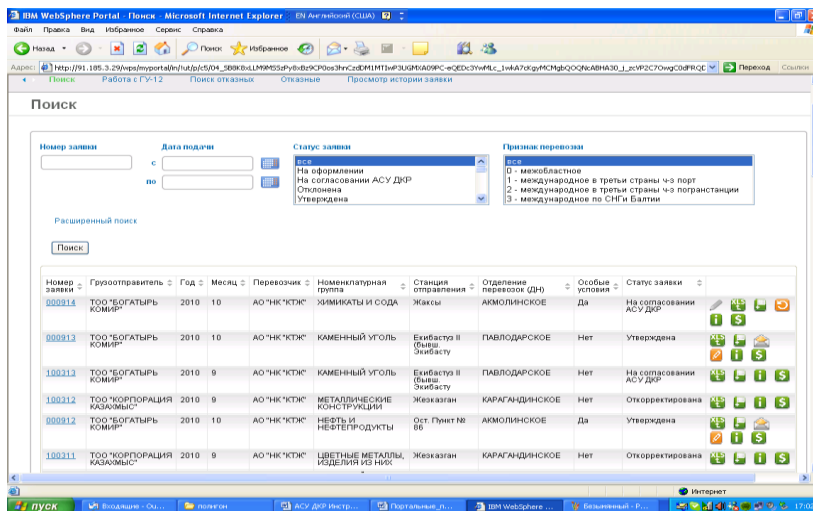 IBM WebSphere Portal - Поиск - Microsoft Internet Explorer EN Английский (США)
Файл Правка Вид Избранное Сервис Справка
Назад Поиск Избранное
Адрес: Переход Ссылки
Поиск Работа с ГУ-12 Поиск отказных Отказные Просмотр истории заявки
Поиск
Номер заявки Дата подачи Статус заявки Признак перевозки
с
по
все
На оформлении
На согласовании АСУ ДКР
Отклонена
Утверждена
все
0 - межобластное
1 - международное в третьи страны ч-з порт
2 - международное в третьи страны ч-з погранстанции
3 - международное по СНГи Балтии
Расширенный поиск
Поиск
Номер заявки Грузоотправитель Год Месяц Перевозчик Номенклатурная группа Станция отправления Отделение перевозок (ДН) Особые условия Статус заявки
000914 ТОО "БОГАТЫРЬ КОМИР" 2010 10 АО "НК "КТЖ" ХИМИКАТЫ И СОДА Жаксы АКМОЛИНСКОЕ Да На согласовании АСУ ДКР
000913 ТОО "БОГАТЫРЬ КОМИР" 2010 10 АО "НК "КТЖ" КАМЕННЫЙ УГОЛЬ Екибастуз II (бывш. Экибасту ПАВЛОДАРСКОЕ Нет Утверждена
100313 ТОО "БОГАТЫРЬ КОМИР" 2010 9 АО "НК "КТЖ" КАМЕННЫЙ УГОЛЬ Екибастуз II (бывш. Экибасту ПАВЛОДАРСКОЕ Нет На согласовании АСУ ДКР
100312 ТОО "КОРПОРАЦИЯ КАЗАХМЫС" 2010 9 АО "НК "КТЖ" МЕТАЛЛИЧЕСКИЕ КОНСТРУКЦИИ Жезказган КАРАГАНДИНСКОЕ Нет Откорректирована
000912 ТОО "БОГАТЫРЬ КОМИР" 2010 10 АО "НК "КТЖ" НЕФТЬ И НЕФТЕПРОДУКТЫ Ост. Пункт № 86 АКМОЛИНСКОЕ Да Утверждена
100311 ТОО "КОРПОРАЦИЯ КАЗАХМЫС" 2010 9 АО "НК "КТЖ" ЦВЕТНЫЕ МЕТАЛЛЫ, ИЗДЕЛИЯ ИЗ НИХ Жезказган КАРАГАНДИНСКОЕ Нет Откорректирована
Интернет
пуск Входящие - Ou... полигон АСУ ДКР Инстр... Портальные_п... IBM WebSphere ... Безымянный - P... 17:02